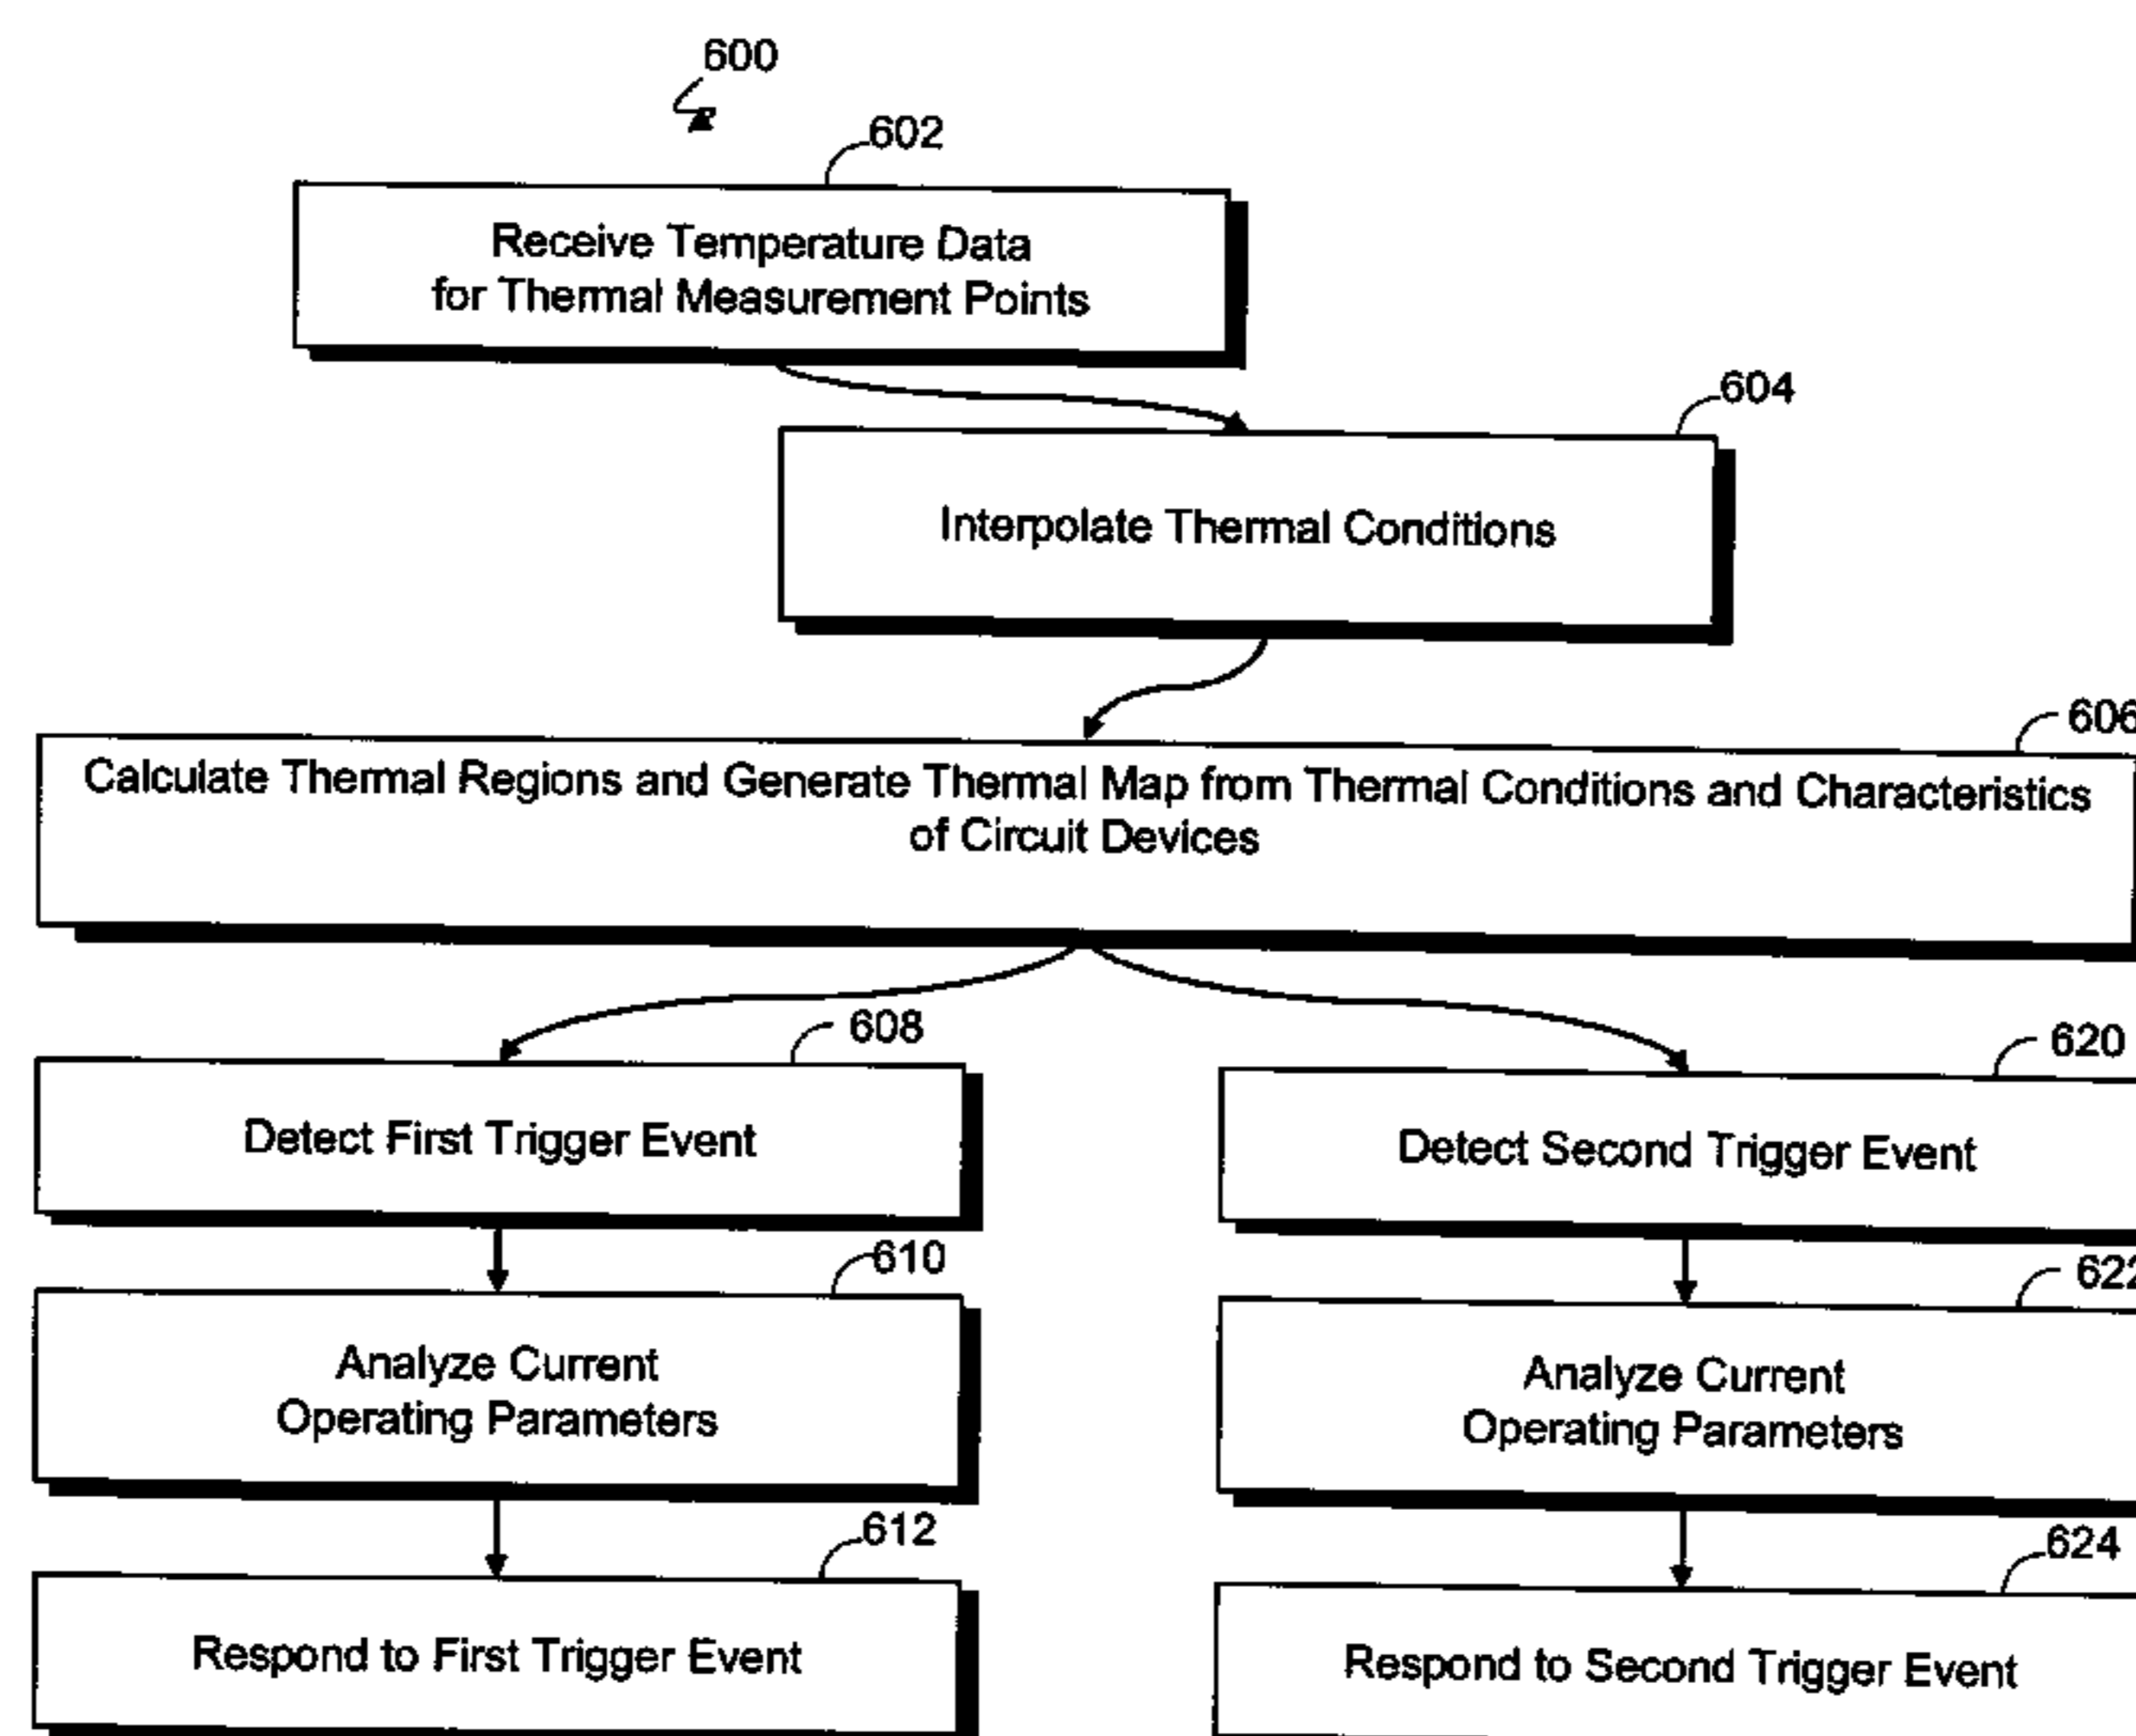 600
602
Receive Temperature Data
for Thermal Measurement Points
604
Interpolate Thermal Conditions
606
Calculate Thermal Regions and Generate Thermal Map from Thermal Conditions and Characteristics
of Circuit Devices
608
620
Detect First Trigger Event
Detect Second Trigger Event
610
622
Analyze Current
Operating Parameters
Analyze Current
Operating Parameters
612
624
Respond to First Trigger Event
Respond to Second Trigger Event